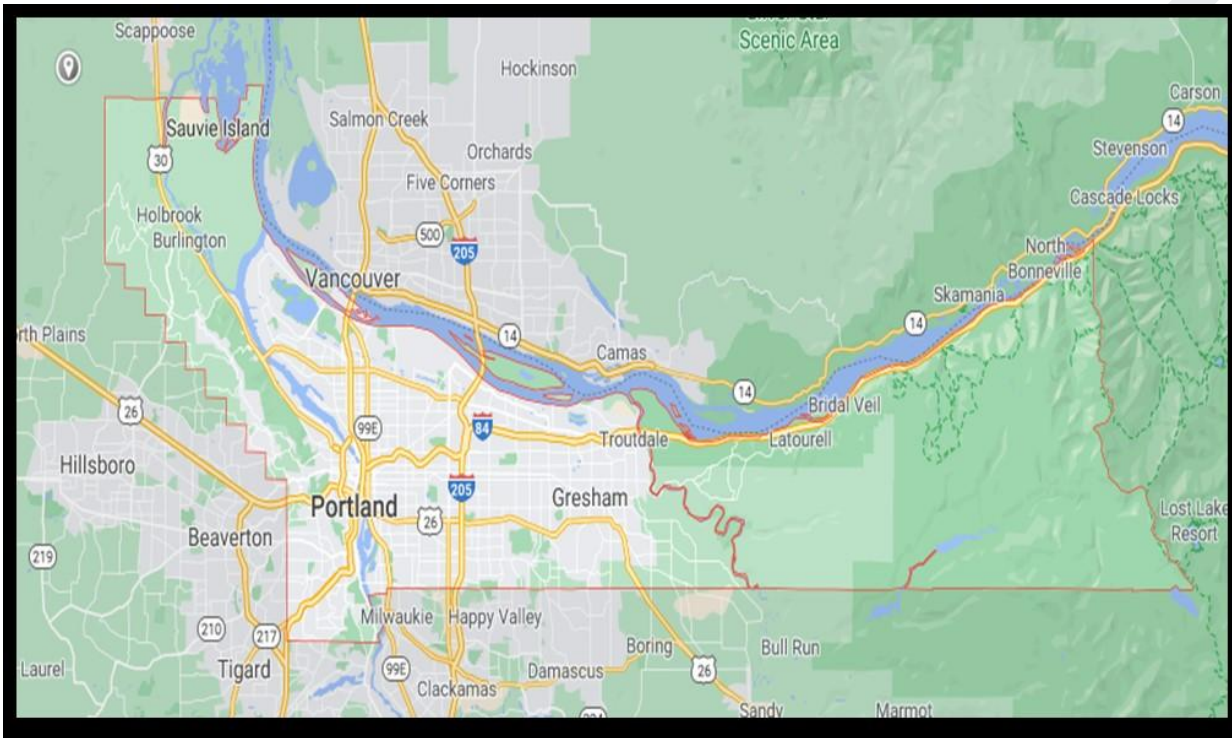 Scappoose
Scenic Area
Hockinson
Carson
14
Salmon Creek
Sauvie Island
Stevenson
30
Orchards
Five Corners
Cascade Locks
Holbrook
Burlington
500
205
North
Bonneville
Vancouver
Skamania
14
rth Plains
14
Camas
14
Bridal Veil
26
99E
84
Troutdale
Latourell
Hillsboro
205
Portland
Gresham
26
Lost Lake
Resort
Beaverton
219
Milwaukie
Happy Valley
210
217
Boring
Bull Run
Laurel
Tigard
99E
Damascus
26
Clackamas
Sandy
Marmot